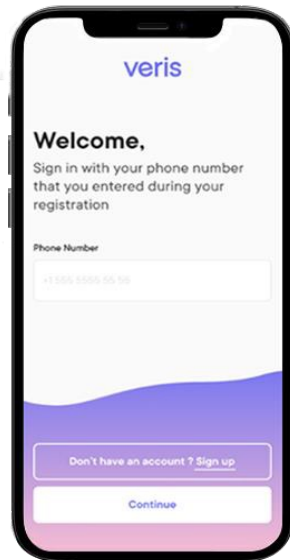 veris
Welcome,
Sign in with your phone number
that you entered during your
registration
Phone Number
+1 555 5555 55 55
Don't have an account ? Sign up
Continue